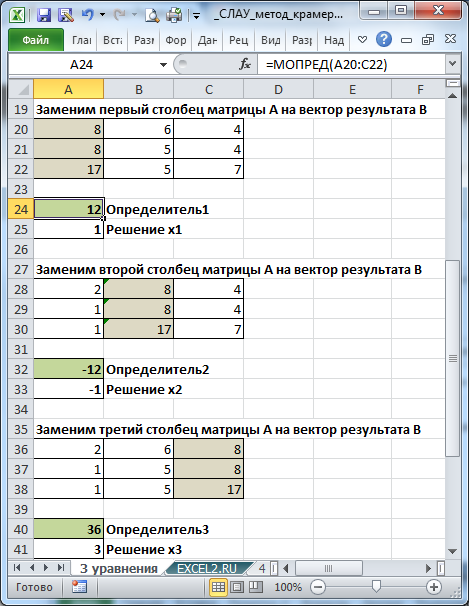 _СЛАУ_метод_крамер...
Файл Гла Вст Разм Фор Дан Рец Вид Разр Над
A24 fx =МОПРЕД(A20:C22)
A B C D E F
19 Заменим первый столбец матрицы А на вектор результата В
20 8 6 4
21 8 5 4
22 17 5 7
23
24 12 Определитель1
25 1 Решение x1
26
27 Заменим второй столбец матрицы А на вектор результата В
28 2 8 4
29 1 8 4
30 1 17 7
31
32 -12 Определитель2
33 -1 Решение x2
34
35 Заменим третий столбец матрицы А на вектор результата В
36 2 6 8
37 1 5 8
38 1 5 17
39
40 36 Определитель3
41 3 Решение x3
3 уравнения EXCEL2.RU 4
Готово 100%